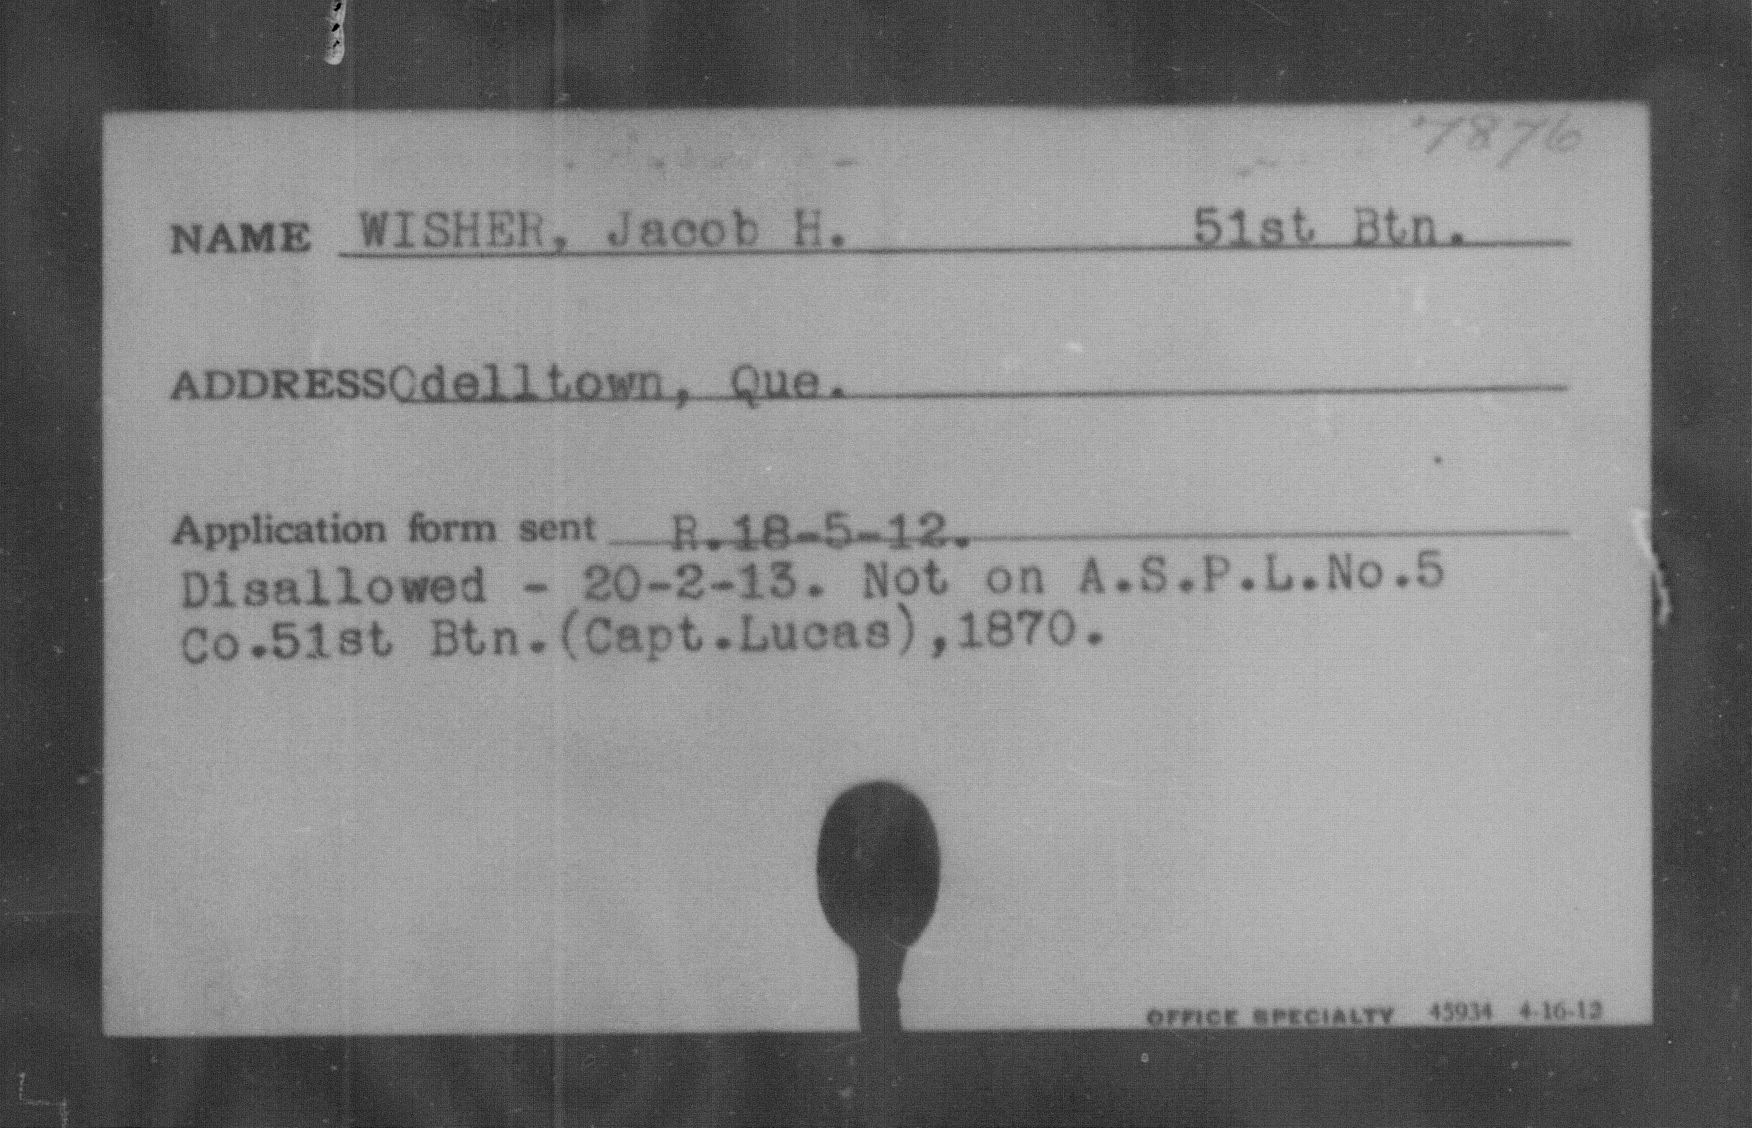 7876
NAME WISHER, Jacob H. 51st Btn.
ADDRESS Odelltown, Que.
Application form sent R.18-5-12.
Disallowed - 20-2-13. Not on A.S.P.L.No.5
Co.51st Btn.(Capt.Lucas),1870.
OFFICE SPECIALTY 45934 4-16-12